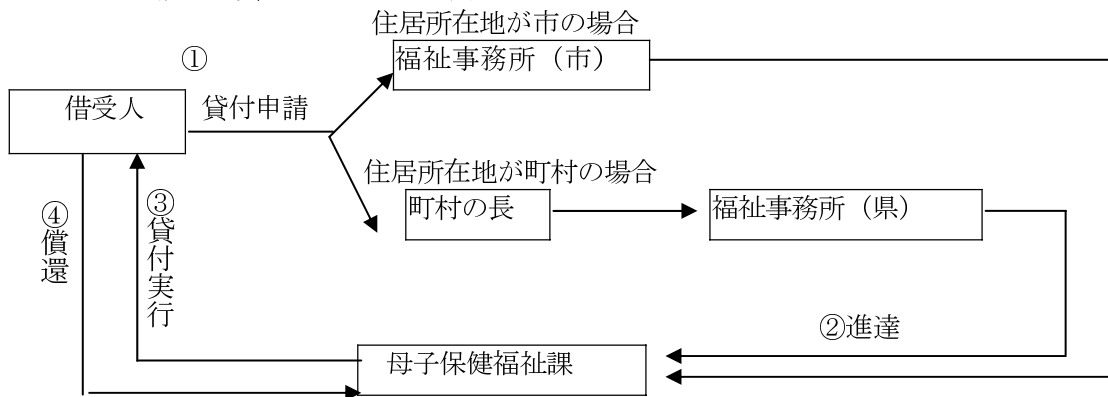 住居所在地が市の場合
①
福祉事務所（市）
借受人
貸付申請
住居所在地が町村の場合
町村の長
福祉事務所（県）
④償還
③貸付実行
②進達
母子保健福祉課